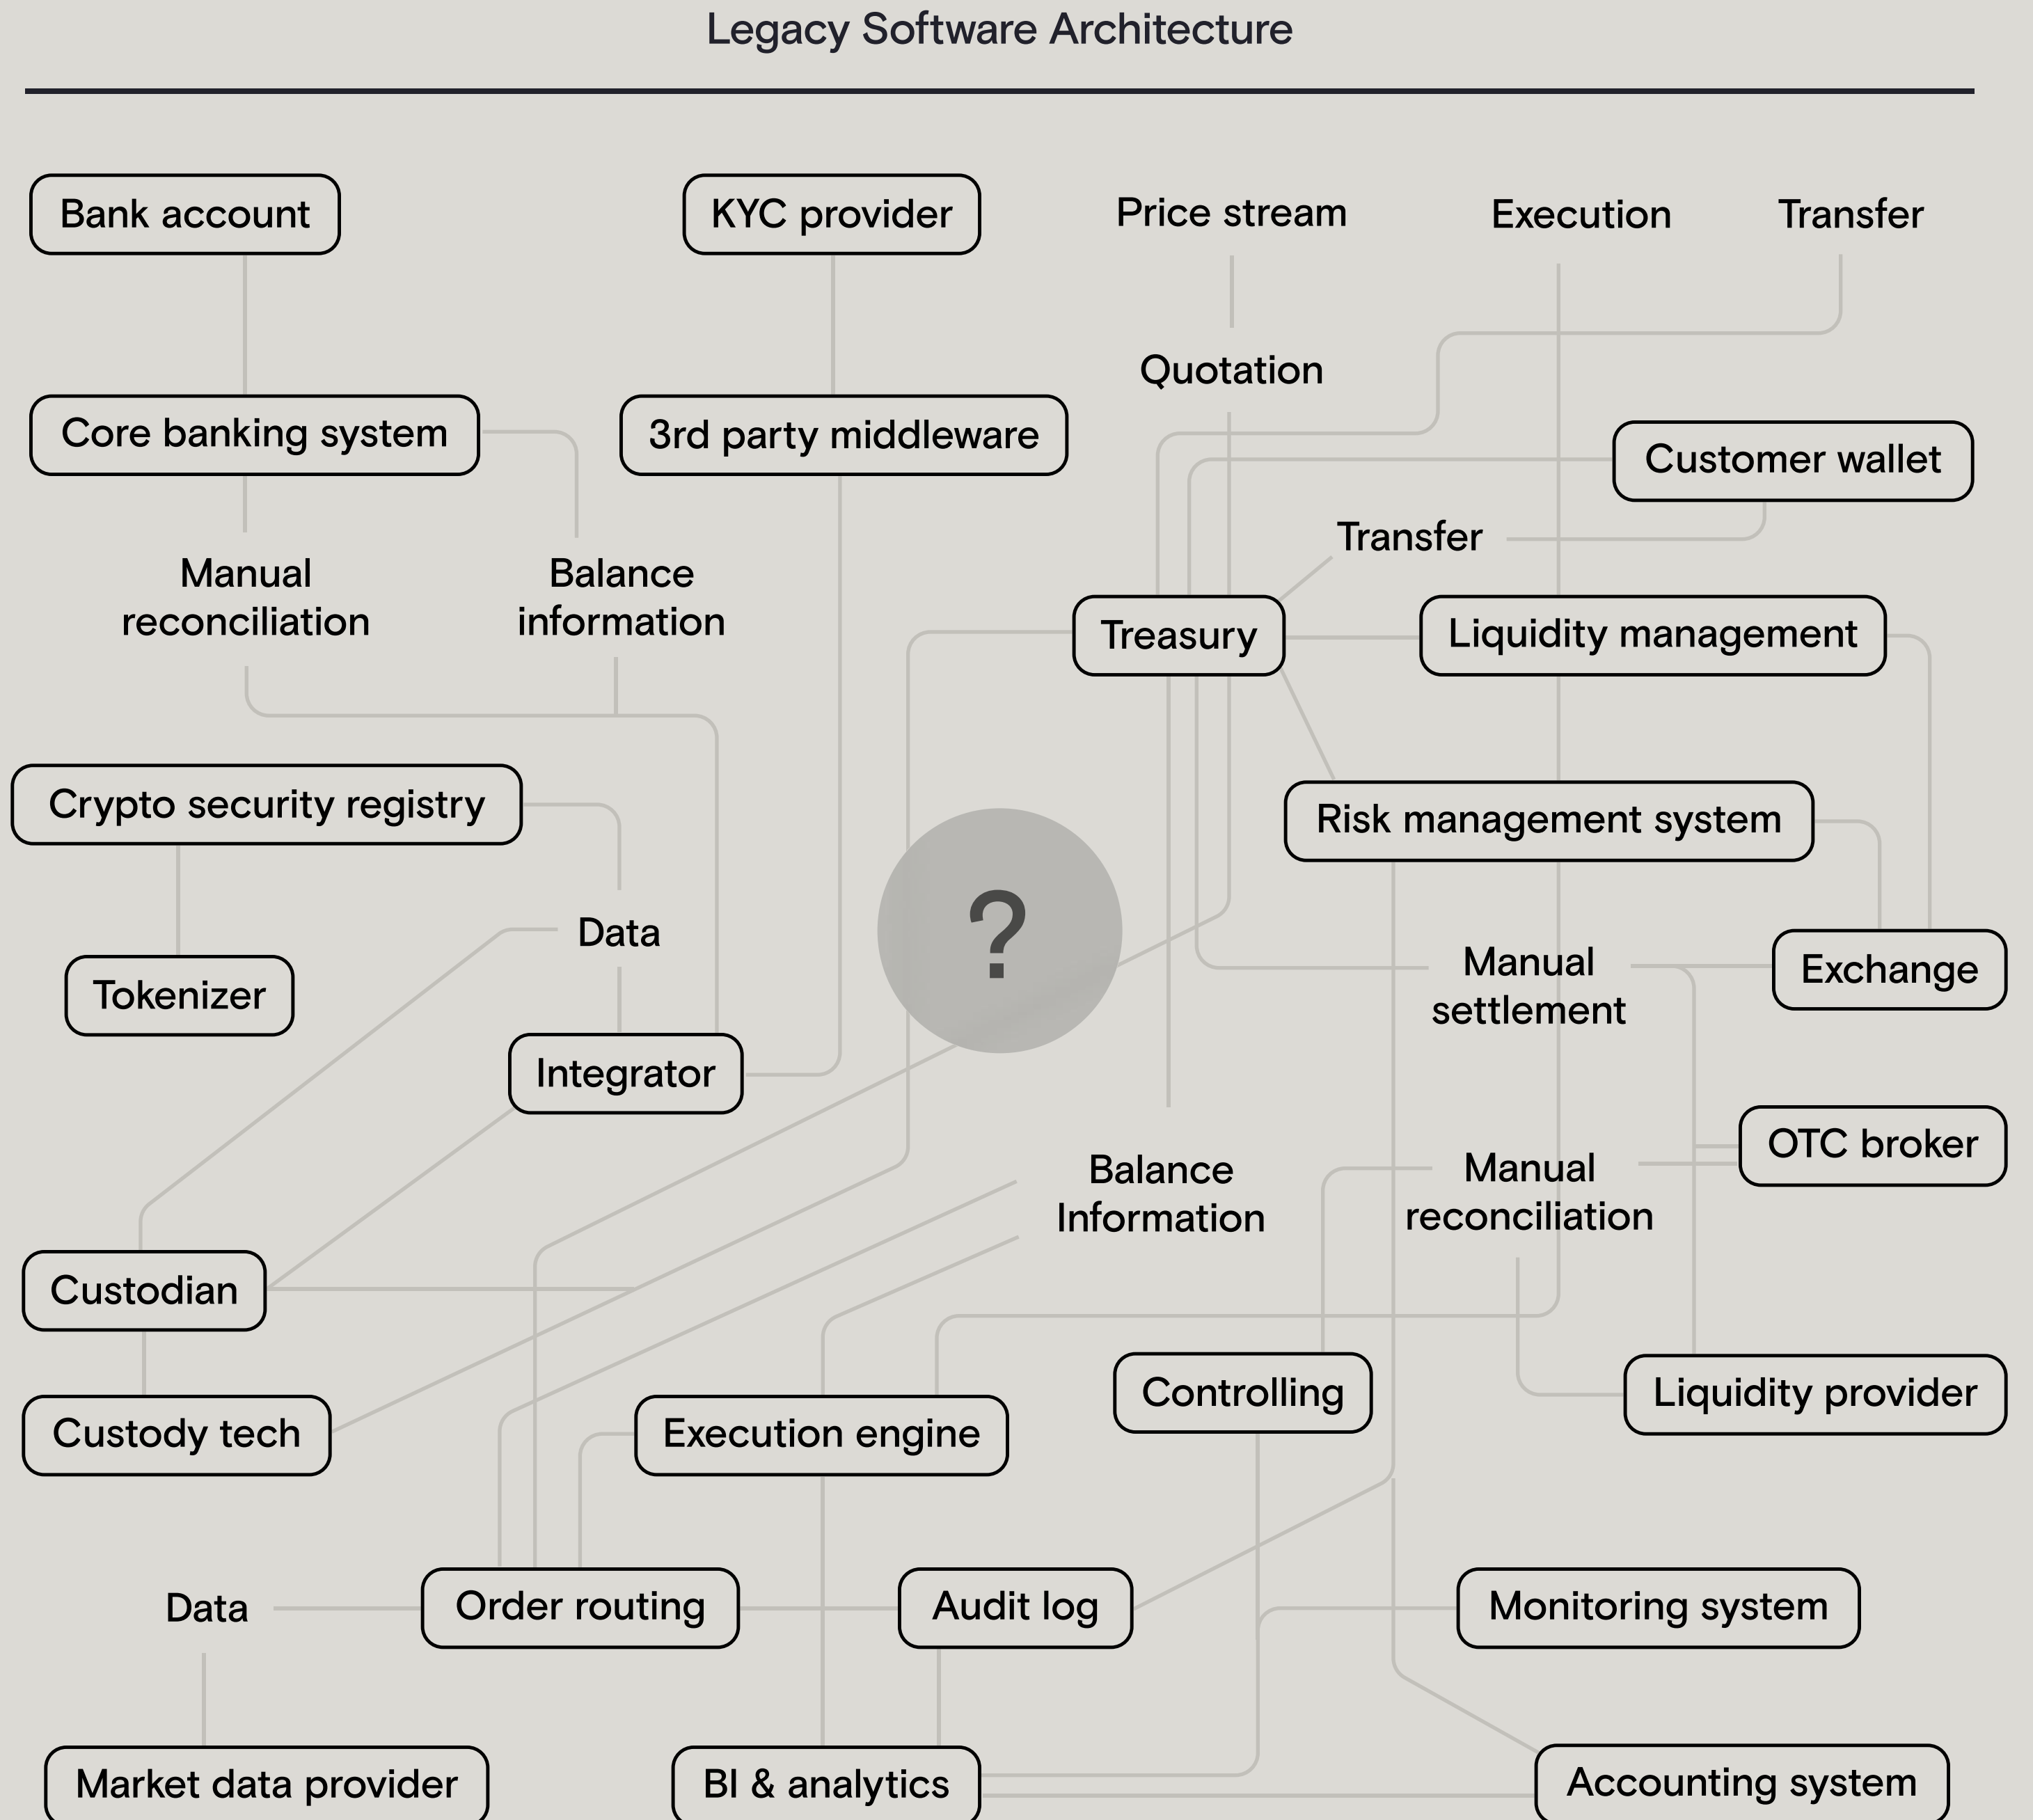 Legacy Software Architecture
Bank account
KYC provider
Price stream
Execution
Transfer
Quotation
Core banking system
3rd party middleware
Customer wallet
Transfer
Manual
reconciliation
Balance
information
Treasury
Liquidity management
Crypto security registry
Risk management system
?
Data
Tokenizer
Manual
settlement
Exchange
Integrator
OTC broker
Balance
Information
Manual
reconciliation
Custodian
Controlling
Liquidity provider
Custody tech
Execution engine
Data
Order routing
Audit log
Monitoring system
Market data provider
BI & analytics
Accounting system